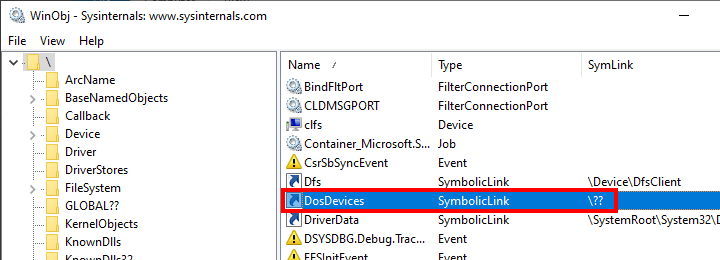 WinObj - Sysinternals: www.sysinternals.com
File View Help
\
ArcName
BaseNamedObjects
Callback
Device
Driver
DriverStores
FileSystem
GLOBAL??
KernelObjects
KnownDlls
KnownDlls32
Name Type SymLink
BindFltPort FilterConnectionPort
CLDMSGPORT FilterConnectionPort
clfs Device
Container_Microsoft.S... Job
CsrSbSyncEvent Event
Dfs SymbolicLink \Device\DfsClient
DosDevices SymbolicLink \??
DriverData SymbolicLink \SystemRoot\System32\D
DSYSDBG.Debug.Trac... Event
EFSInitEvent Event